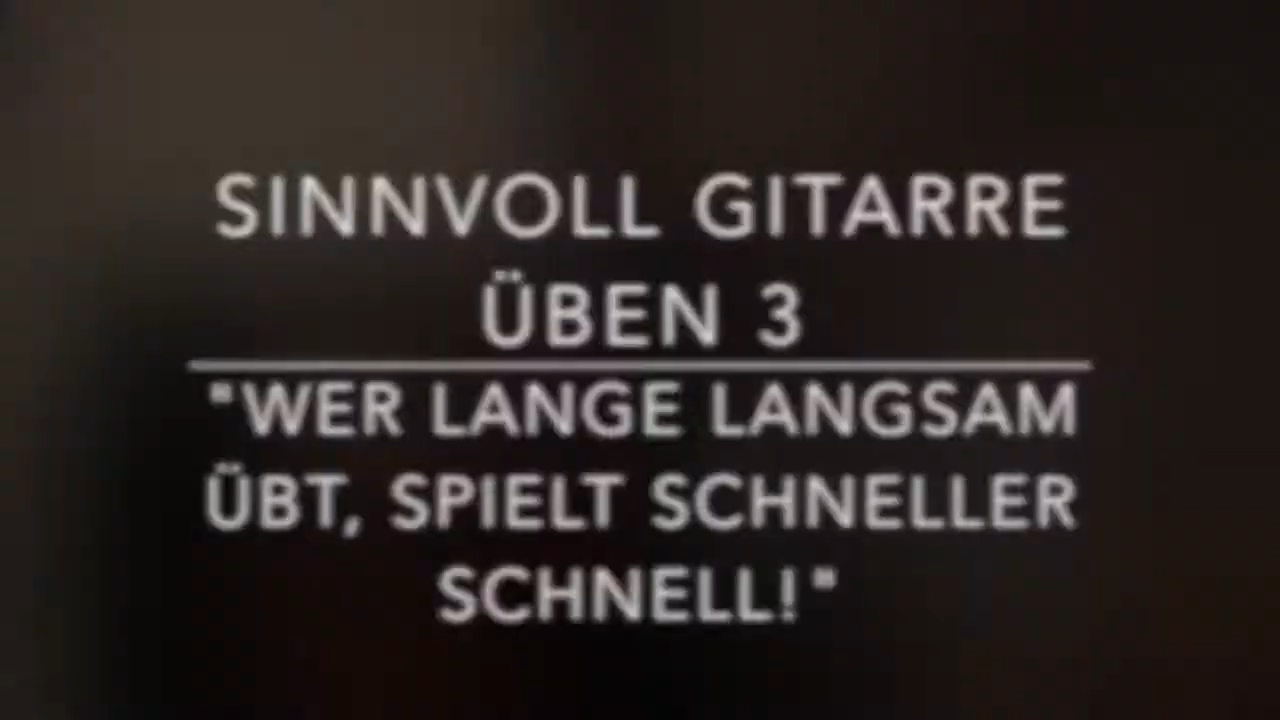 SINNVOLL GITARRE
ÜBEN 3
"WER LANGE LANGSAM
ÜBT, SPIELT SCHNELLER
SCHNELL!"